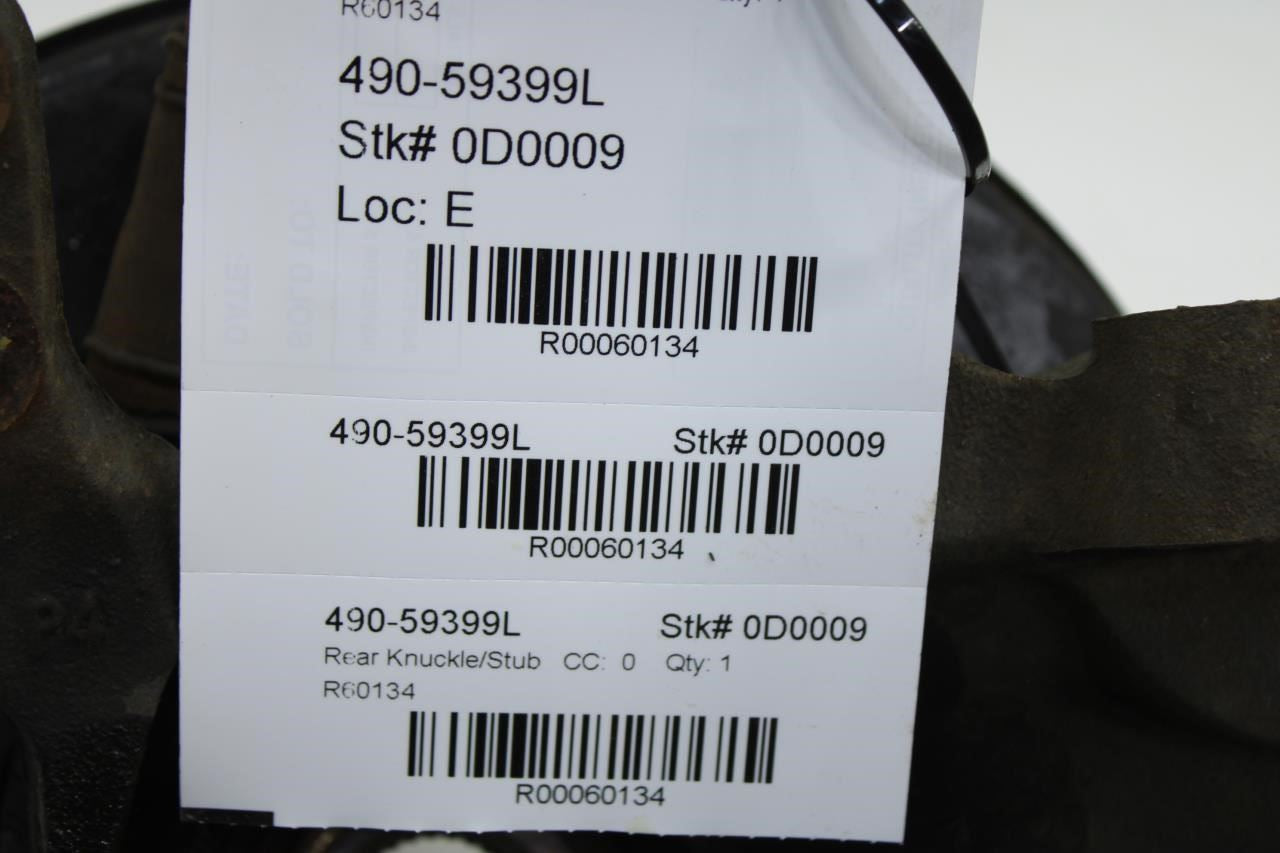 R60134
490-59399L
Stk# 0D0009
Loc: E
R00060134
490-59399L Stk# 0D0009
R00060134
490-59399L Stk# 0D0009
Rear Knuckle/Stub CC: 0 Qty: 1
R60134
R00060134